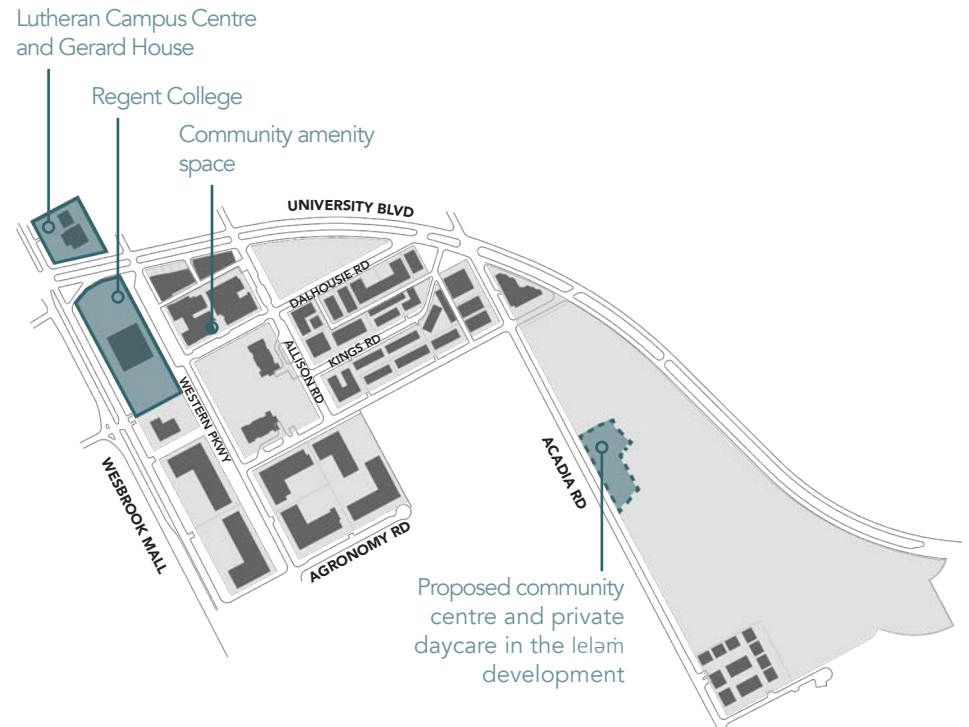 Lutheran Campus Centre
and Gerard House
Regent College
Community amenity
space
UNIVERSITY BLVD
DALHOUSIE RD
KINGS RD
ALLISON RD
WESTERN PKWY
WESBROOK MALL
ACADIA RD
AGRONOMY RD
Proposed community
centre and private
daycare in the leləm̓
development